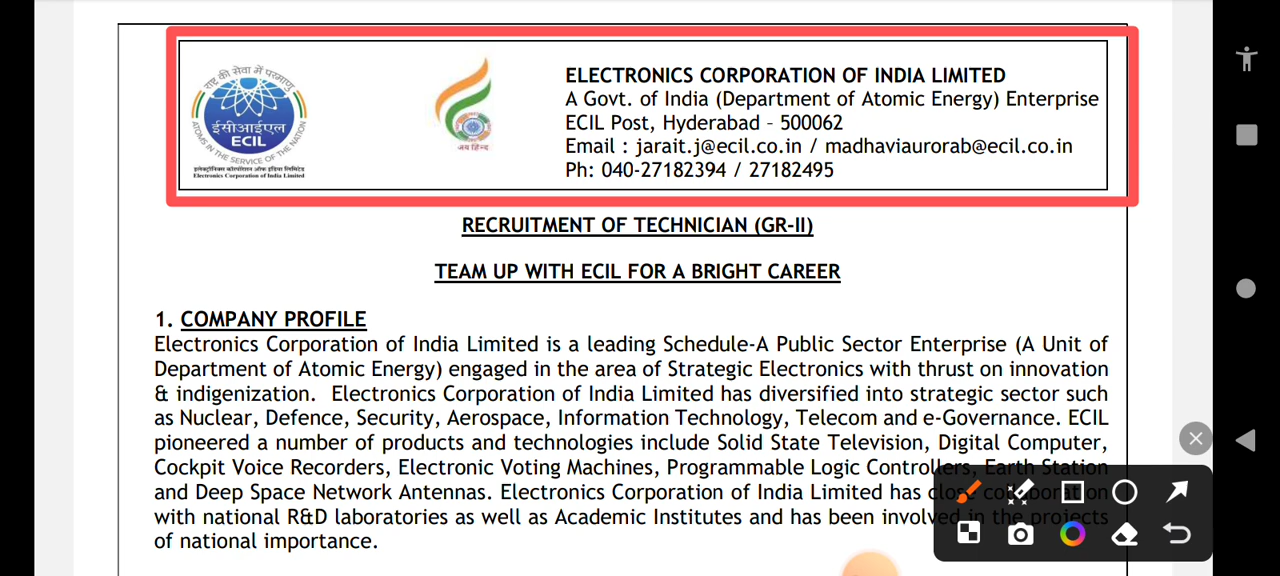 राष्ट्र की सेवा में परमाणु
ईसीआईएल
ECIL
ATOMS IN THE SERVICE OF THE NATION
इलेक्ट्रॉनिक्स कॉर्पोरेशन ऑफ इंडिया लिमिटेड
Electronics Corporation of India Limited
जय हिन्द
ELECTRONICS CORPORATION OF INDIA LIMITED
A Govt. of India (Department of Atomic Energy) Enterprise
ECIL Post, Hyderabad – 500062
Email : jarait.j@ecil.co.in / madhaviaurorab@ecil.co.in
Ph: 040-27182394 / 27182495
RECRUITMENT OF TECHNICIAN (GR-II)
TEAM UP WITH ECIL FOR A BRIGHT CAREER
1. COMPANY PROFILE
Electronics Corporation of India Limited is a leading Schedule-A Public Sector Enterprise (A Unit of
Department of Atomic Energy) engaged in the area of Strategic Electronics with thrust on innovation
& indigenization. Electronics Corporation of India Limited has diversified into strategic sector such
as Nuclear, Defence, Security, Aerospace, Information Technology, Telecom and e-Governance. ECIL
pioneered a number of products and technologies include Solid State Television, Digital Computer,
Cockpit Voice Recorders, Electronic Voting Machines, Programmable Logic Controllers, Earth Station
and Deep Space Network Antennas. Electronics Corporation of India Limited has close collaboration
with national R&D laboratories as well as Academic Institutes and has been involved in the projects
of national importance.